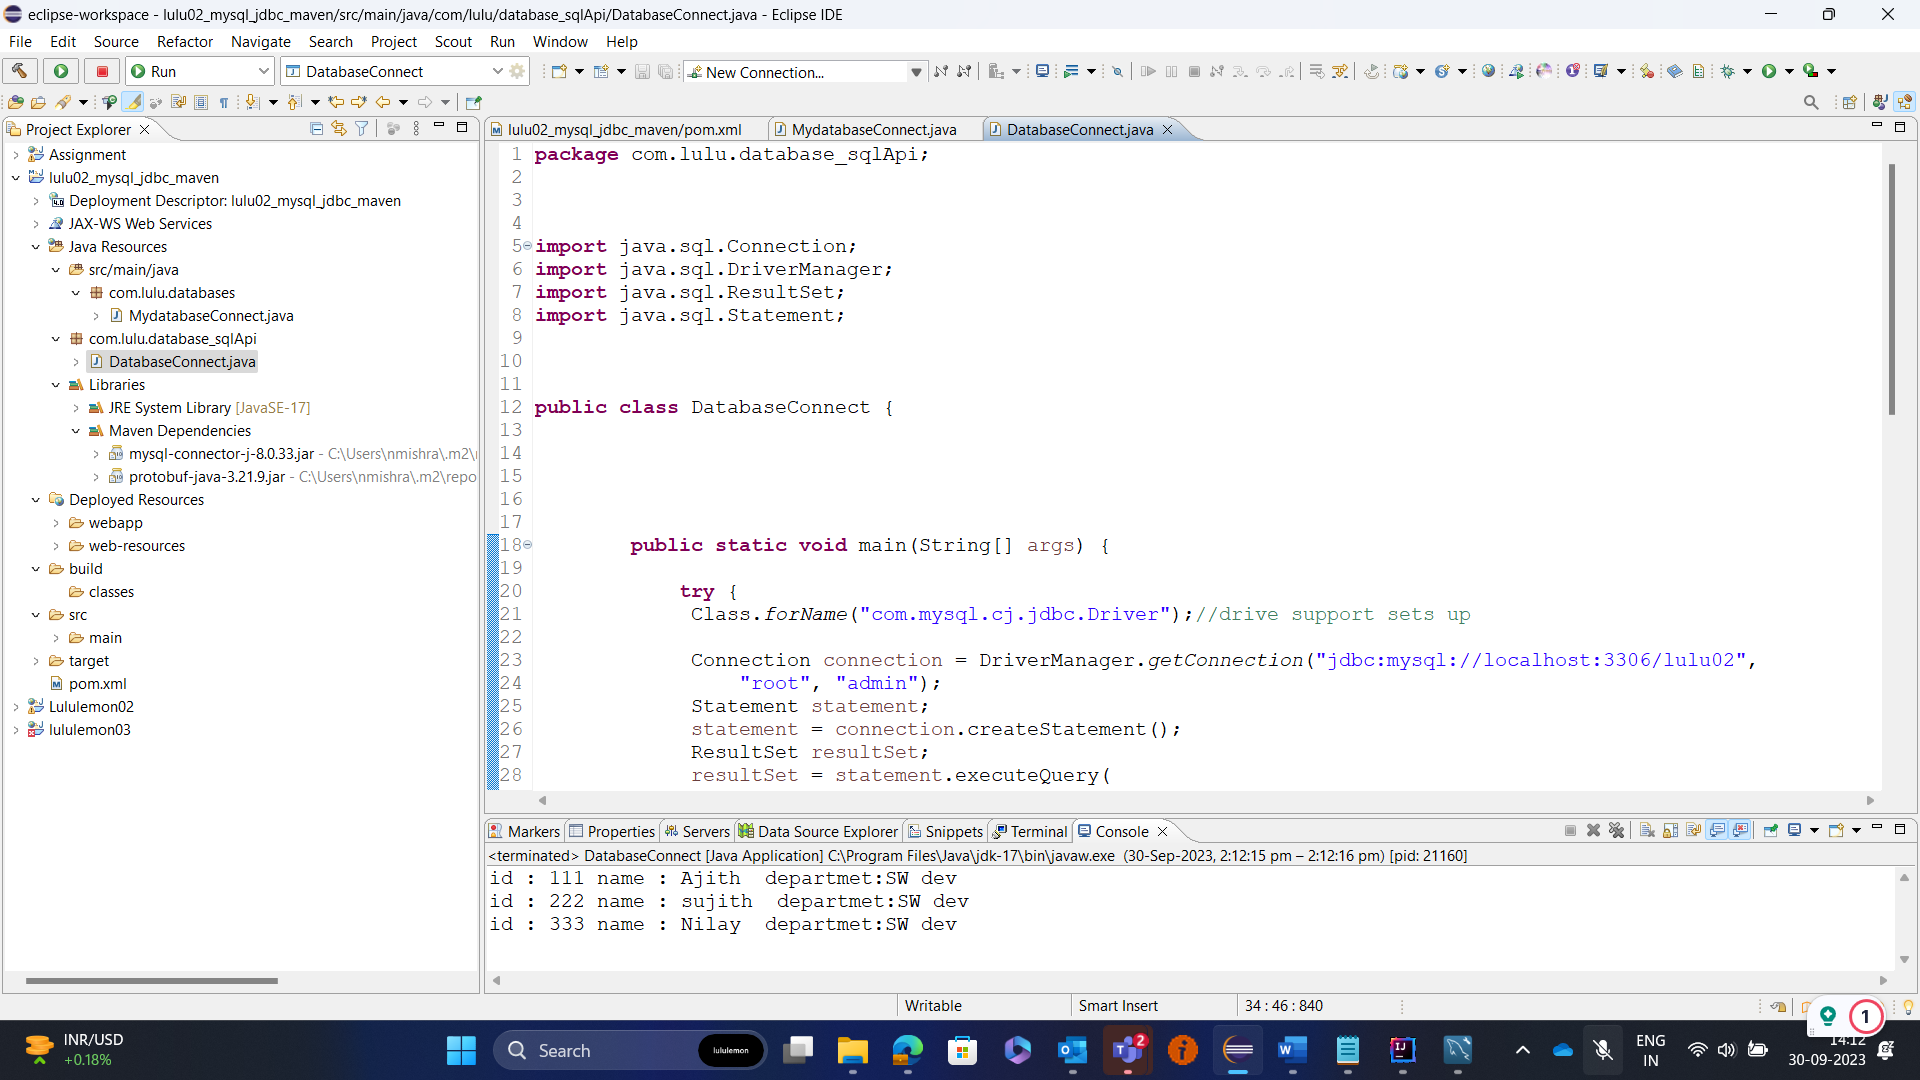 eclipse-workspace - lulu02_mysql_jdbc_maven/src/main/java/com/lulu/database_sqlApi/DatabaseConnect.java - Eclipse IDE
File Edit Source Refactor Navigate Search Project Scout Run Window Help
Run
DatabaseConnect
New Connection...
Project Explorer
Assignment
lulu02_mysql_jdbc_maven
Deployment Descriptor: lulu02_mysql_jdbc_maven
JAX-WS Web Services
Java Resources
src/main/java
com.lulu.databases
MydatabaseConnect.java
com.lulu.database_sqlApi
DatabaseConnect.java
Libraries
JRE System Library [JavaSE-17]
Maven Dependencies
mysql-connector-j-8.0.33.jar - C:\Users\nmishra\.m2\
protobuf-java-3.21.9.jar - C:\Users\nmishra\.m2\repo
Deployed Resources
webapp
web-resources
build
classes
src
main
target
pom.xml
Lululemon02
lululemon03
lulu02_mysql_jdbc_maven/pom.xml
MydatabaseConnect.java
DatabaseConnect.java
1 package com.lulu.database_sqlApi;
2
3
4
5 import java.sql.Connection;
6 import java.sql.DriverManager;
7 import java.sql.ResultSet;
8 import java.sql.Statement;
9
10
11
12 public class DatabaseConnect {
13
14
15
16
17
18 public static void main(String[] args) {
19
20 try {
21 Class.forName("com.mysql.cj.jdbc.Driver");//drive support sets up
22
23 Connection connection = DriverManager.getConnection("jdbc:mysql://localhost:3306/lulu02",
24 "root", "admin");
25 Statement statement;
26 statement = connection.createStatement();
27 ResultSet resultSet;
28 resultSet = statement.executeQuery(
Markers Properties Servers Data Source Explorer Snippets Terminal Console
<terminated> DatabaseConnect [Java Application] C:\Program Files\Java\jdk-17\bin\javaw.exe (30-Sep-2023, 2:12:15 pm – 2:12:16 pm) [pid: 21160]
id : 111 name : Ajith departmet:SW dev
id : 222 name : sujith departmet:SW dev
id : 333 name : Nilay departmet:SW dev
Writable
Smart Insert
34 : 46 : 840
1
INR/USD
+0.18%
Search
lululemon
2
ENG
IN
14:12
30-09-2023